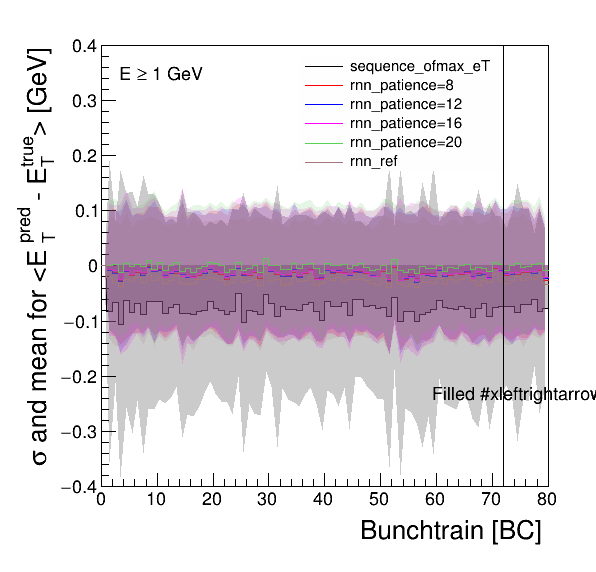 σ and mean for <E_T^pred - E_T^true> [GeV]
0.4
0.3
0.2
0.1
0
−0.1
−0.2
−0.3
−0.4
E ≥ 1 GeV
sequence_ofmax_eT
rnn_patience=8
rnn_patience=12
rnn_patience=16
rnn_patience=20
rnn_ref
Filled #xleftrightarrow
0 10 20 30 40 50 60 70 80
Bunchtrain [BC]